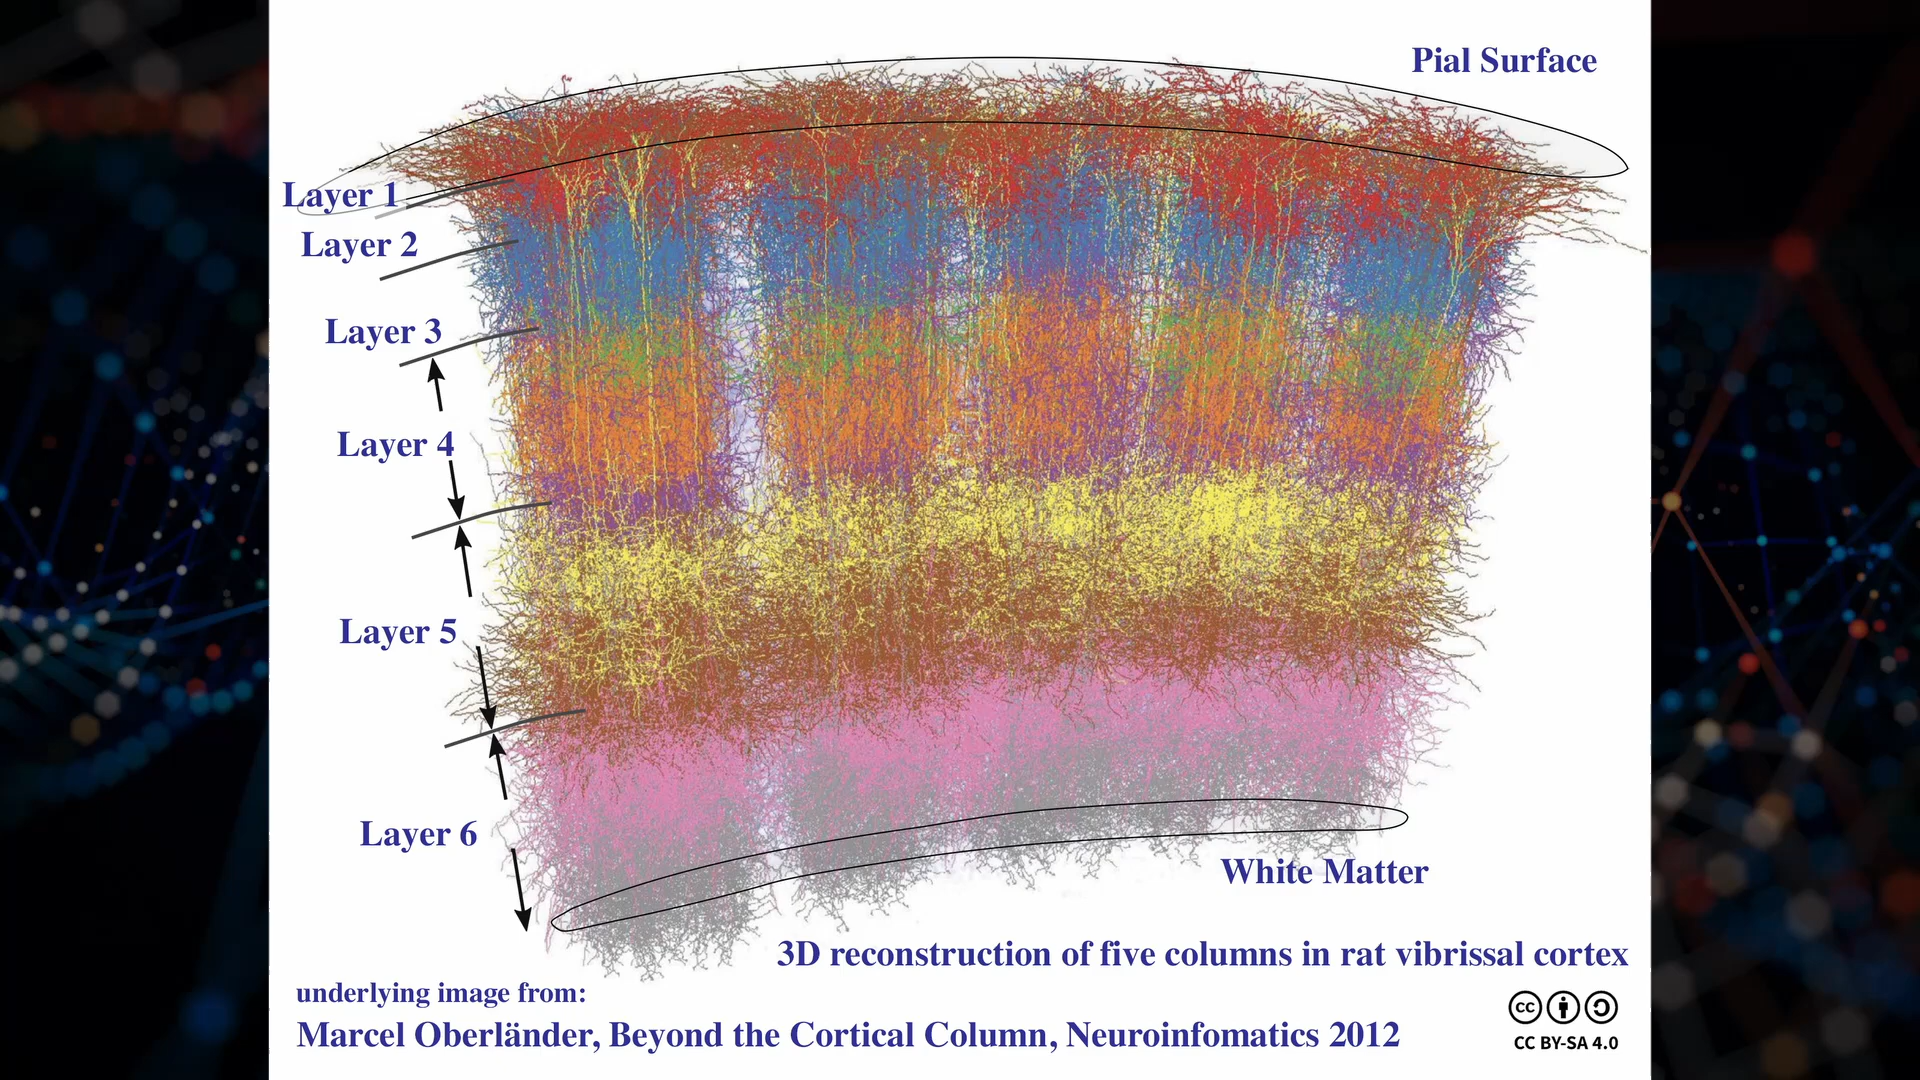 Pial Surface
Layer 1
Layer 2
Layer 3
Layer 4
Layer 5
Layer 6
White Matter
3D reconstruction of five columns in rat vibrissal cortex
underlying image from:
Marcel Oberländer, Beyond the Cortical Column, Neuroinfomatics 2012
cc
CC BY-SA 4.0